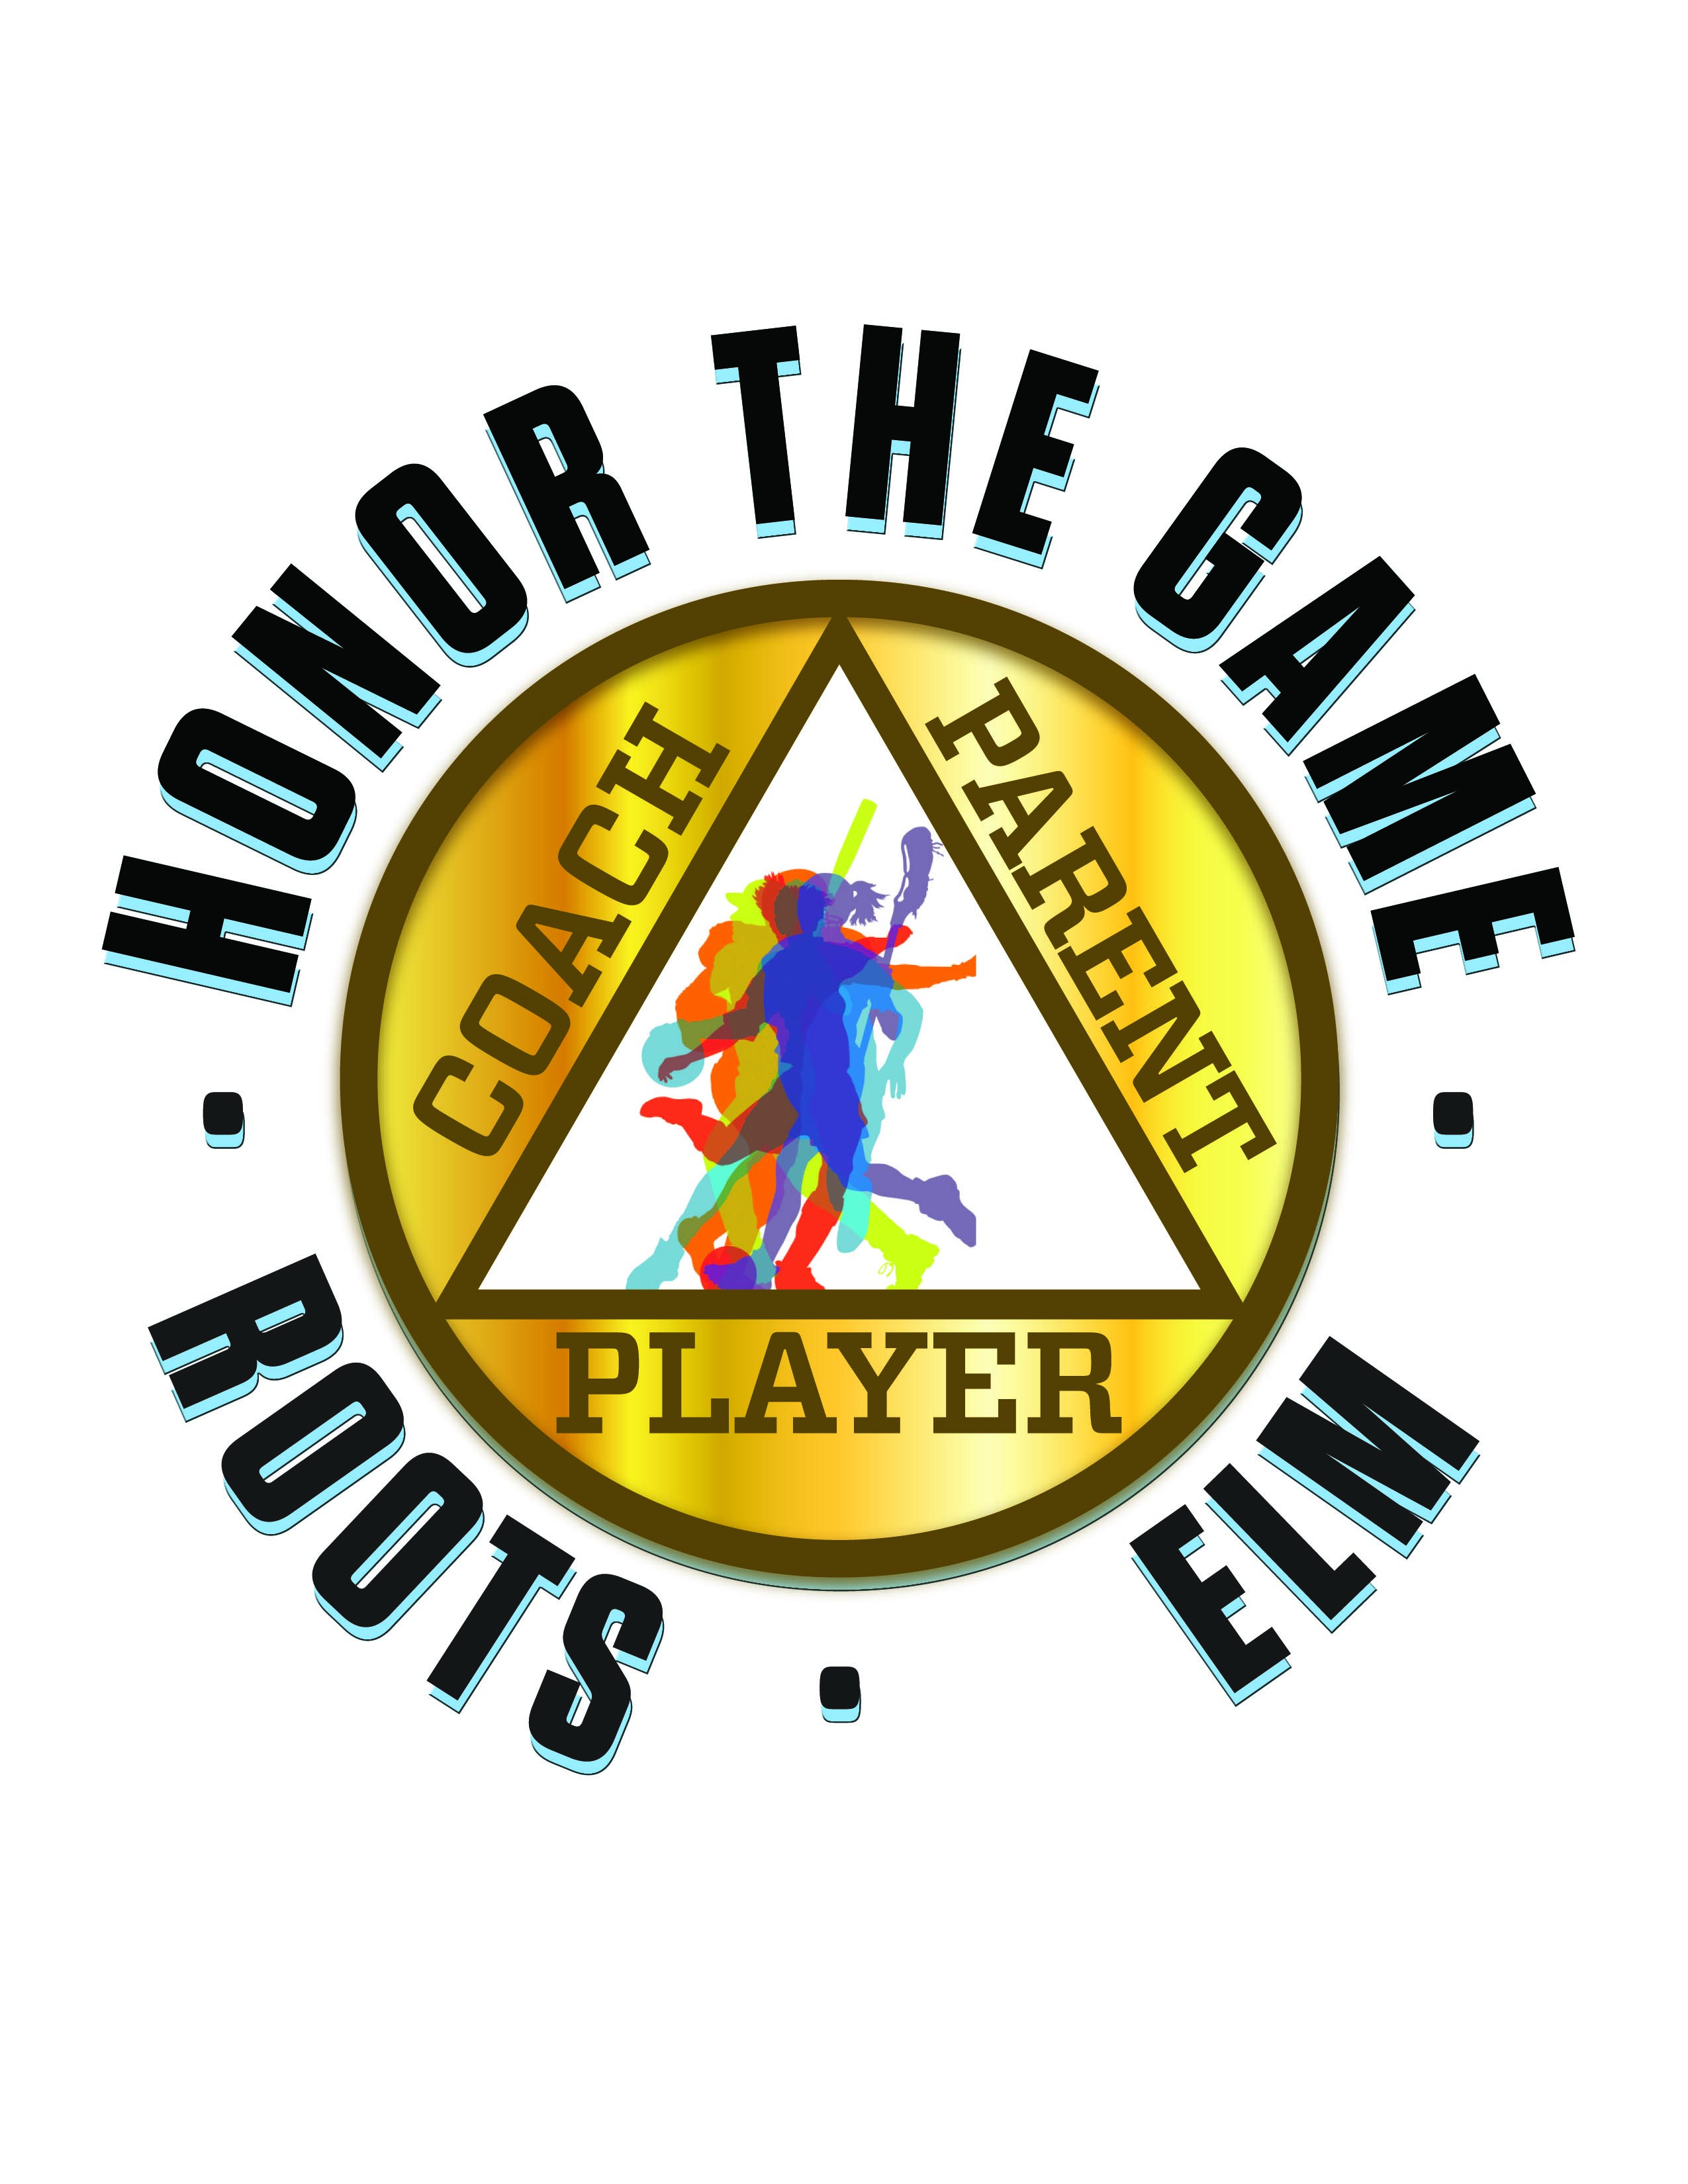 HONOR THE GAME
COACH
PARENT
PLAYER
ROOTS
ELM